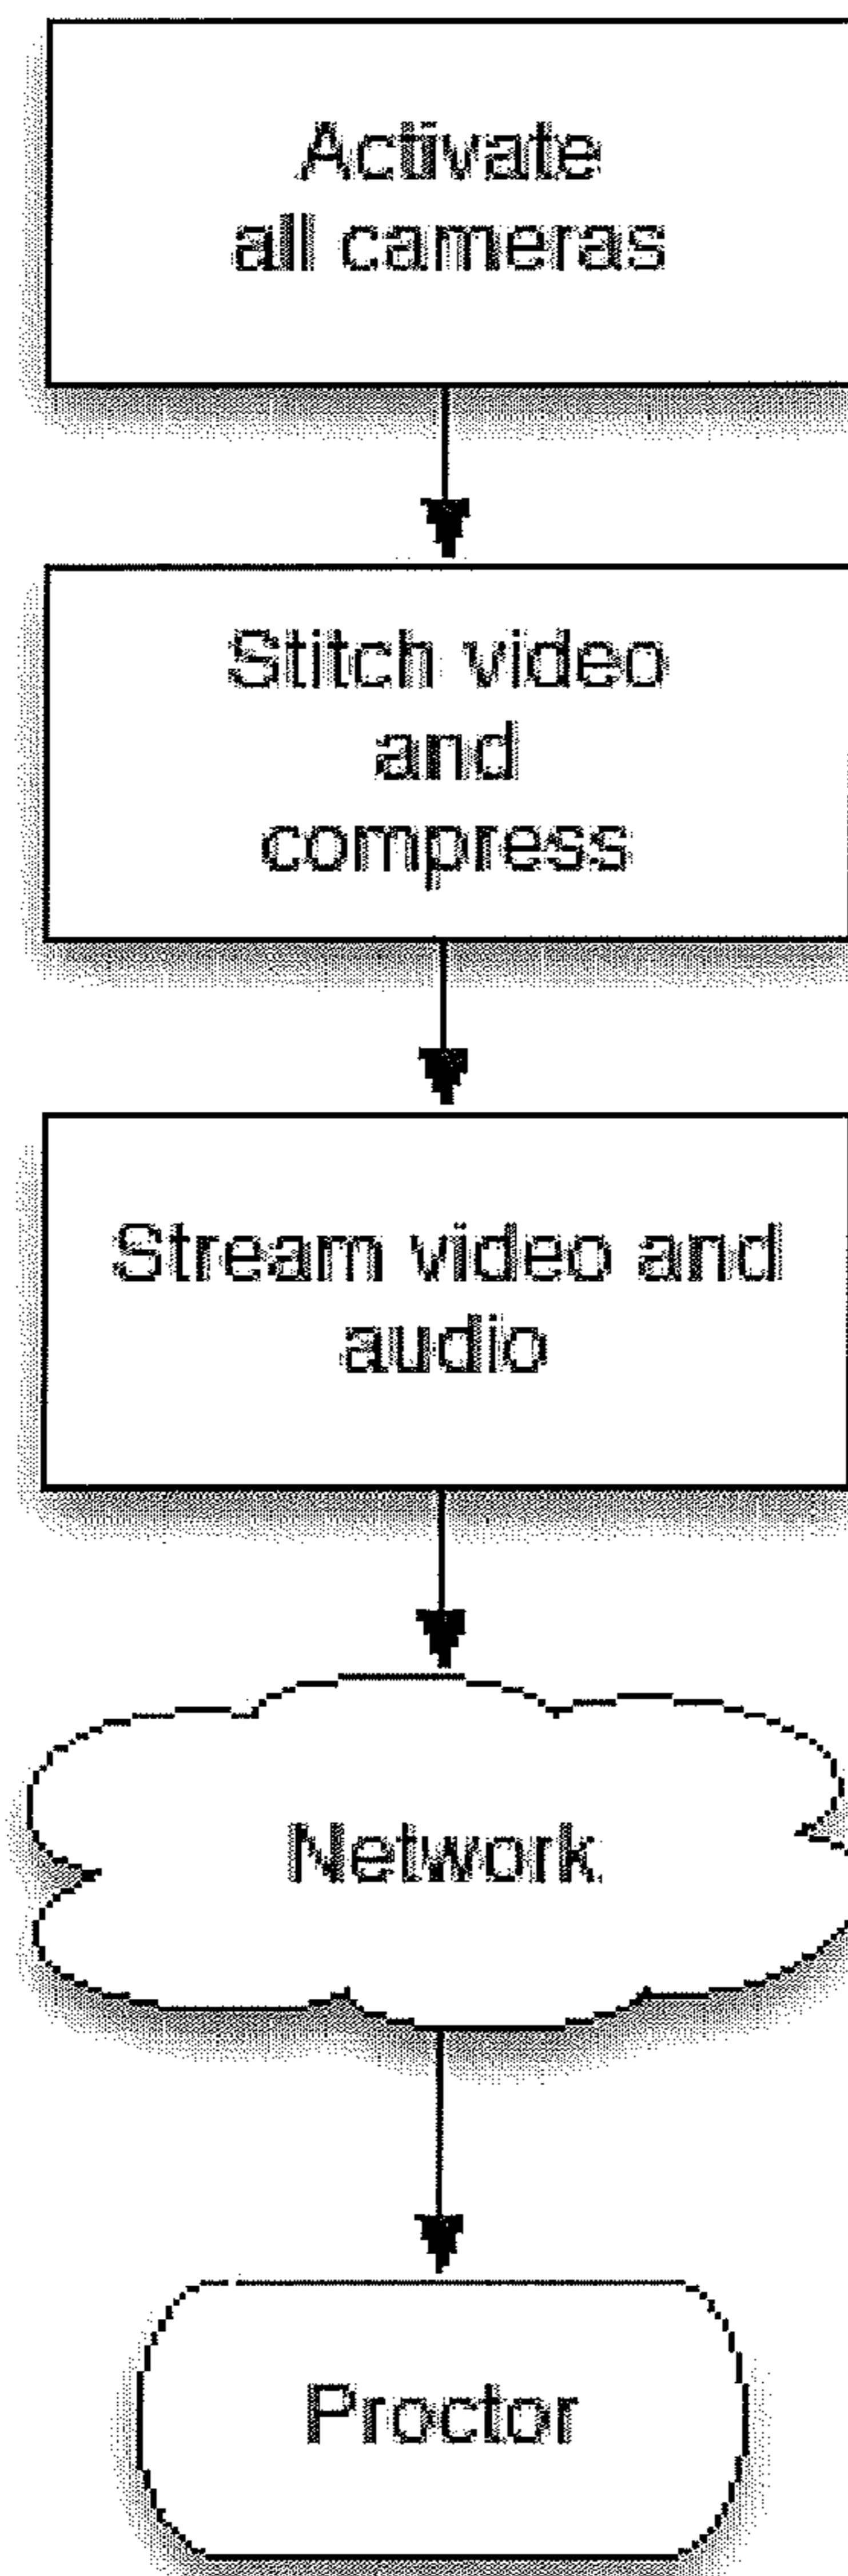 Activate
all cameras
Stitch video
and
compress
Stream video and
audio
Network
Proctor